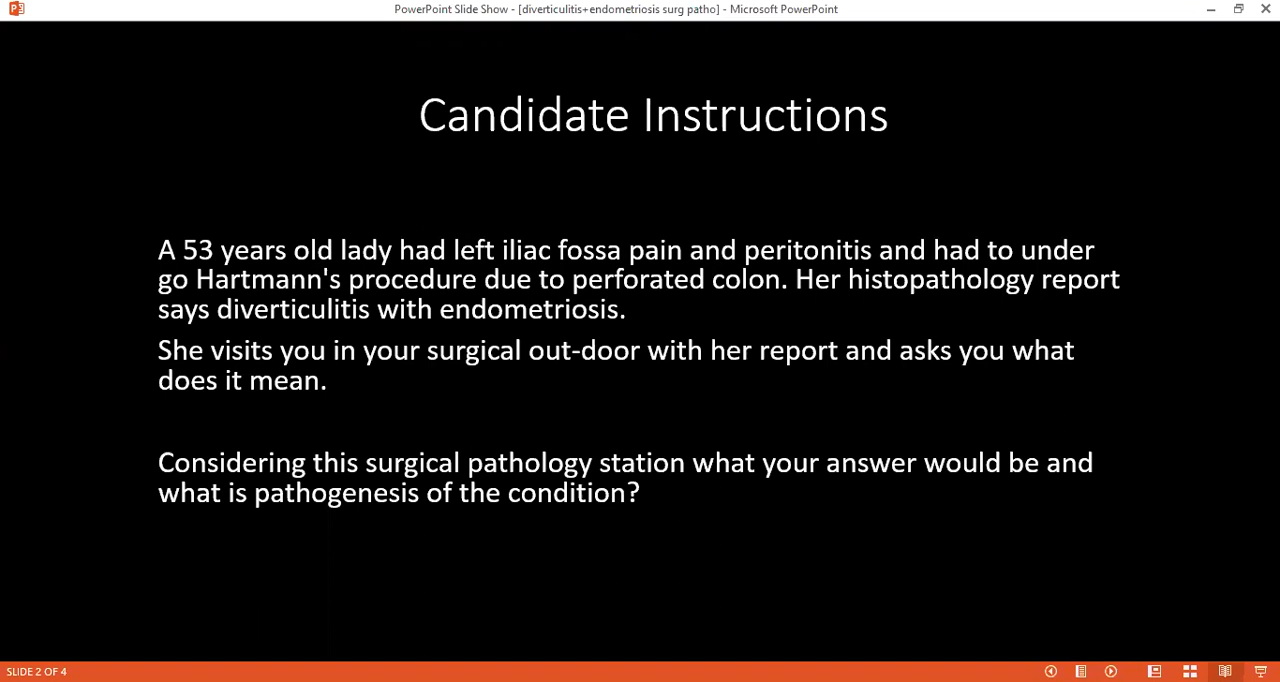 PowerPoint Slide Show - [diverticulitis+endometriosis surg patho] - Microsoft PowerPoint
Candidate Instructions
A 53 years old lady had left iliac fossa pain and peritonitis and had to under
go Hartmann's procedure due to perforated colon. Her histopathology report
says diverticulitis with endometriosis.
She visits you in your surgical out-door with her report and asks you what
does it mean.
Considering this surgical pathology station what your answer would be and
what is pathogenesis of the condition?
SLIDE 2 OF 4